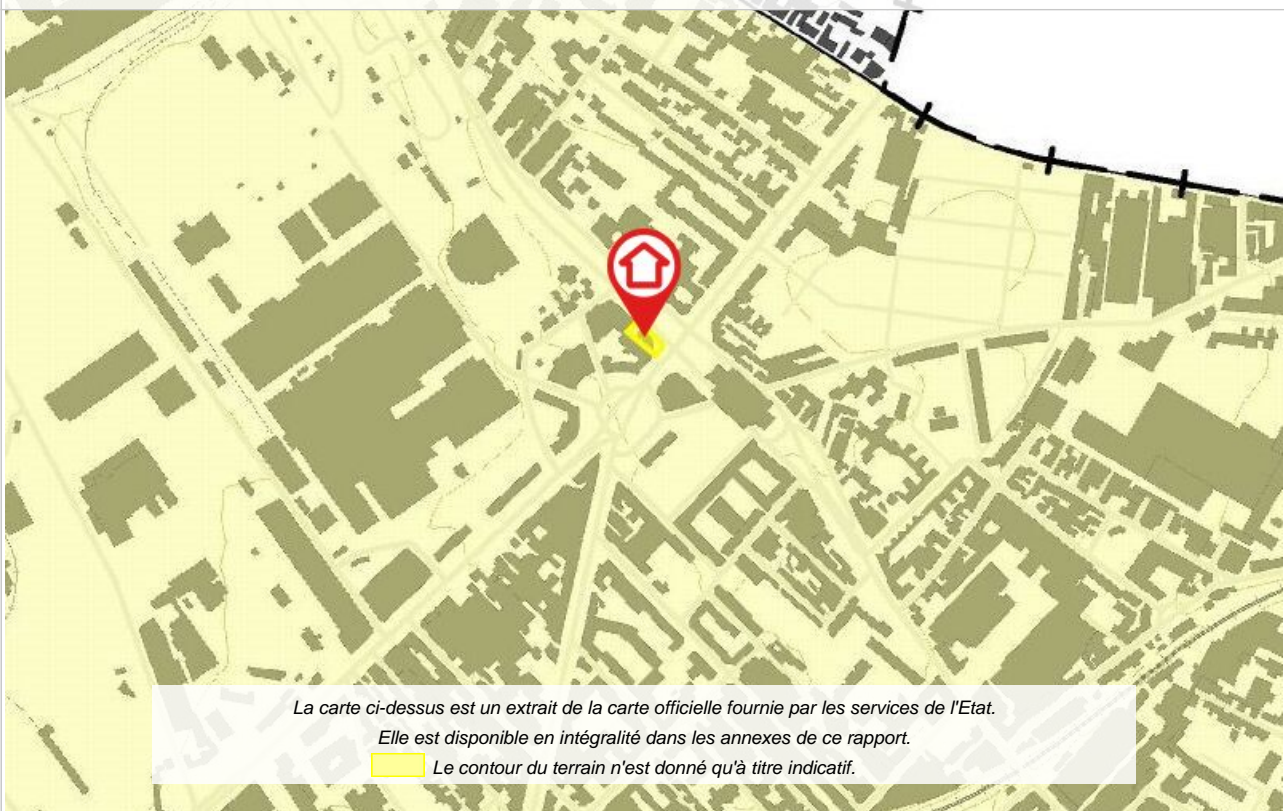 La carte ci-dessus est un extrait de la carte officielle fournie par les services de l'Etat.
Elle est disponible en intégralité dans les annexes de ce rapport.
Le contour du terrain n'est donné qu'à titre indicatif.